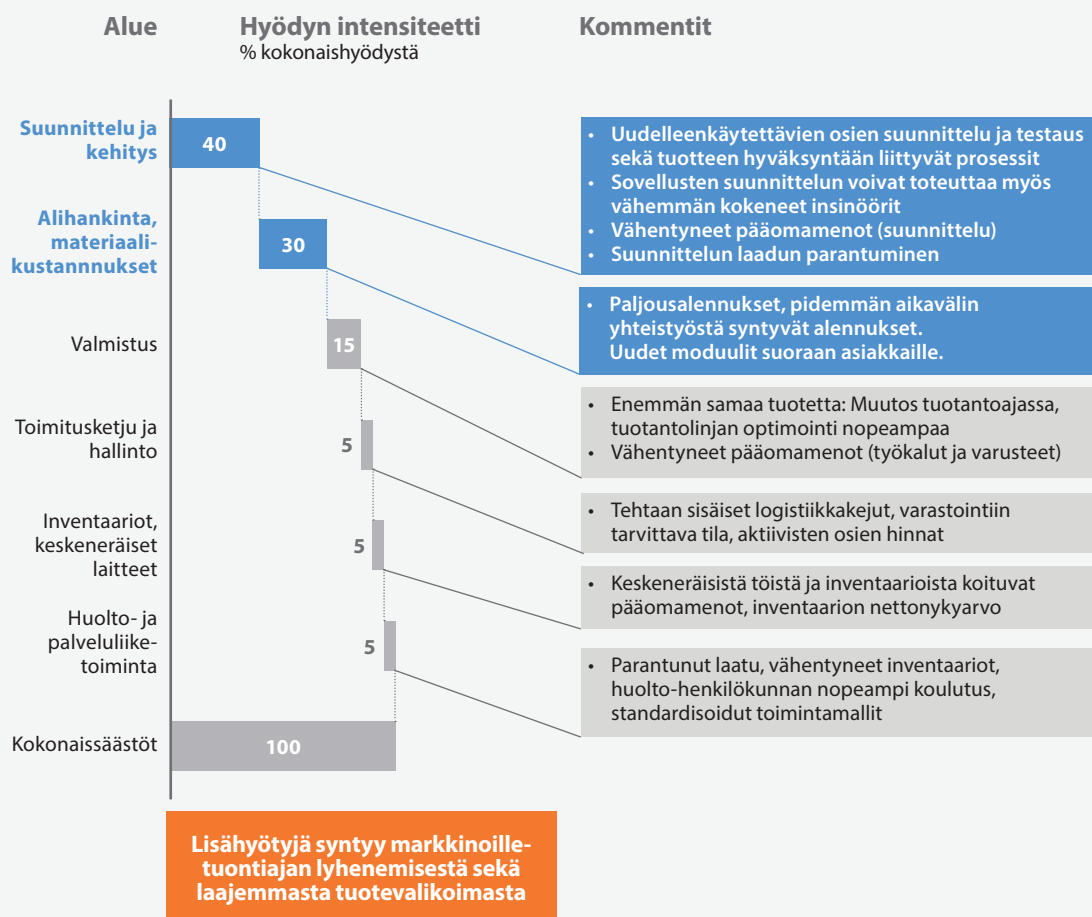 Alue
Hyödyn intensiteetti
% kokonaishyödystä
Kommentit
Suunnittelu ja
kehitys
40
• Uudelleenkäytettävien osien suunnittelu ja testaus
sekä tuotteen hyväksyntään liittyvät prosessit
• Sovellusten suunnittelun voivat toteuttaa myös
vähemmän kokeneet insinöörit
• Vähentyneet pääomamenot (suunnittelu)
• Suunnittelun laadun parantuminen
Alihankinta,
materiaali-
kustannnukset
30
• Paljousalennukset, pidemmän aikavälin
yhteistyöstä syntyvät alennukset.
Uudet moduulit suoraan asiakkaille.
Valmistus
15
• Enemmän samaa tuotetta: Muutos tuotantoajassa,
tuotantolinjan optimointi nopeampaa
• Vähentyneet pääomamenot (työkalut ja varusteet)
Toimitusketju ja
hallinto
5
• Tehtaan sisäiset logistiikkakejut, varastointiin
tarvittava tila, aktiivisten osien hinnat
Inventaariot,
keskeneräiset
laitteet
5
• Keskeneräisistä töistä ja inventaarioista koituvat
pääomamenot, inventaarion nettonykyarvo
Huolto- ja
palveluliike-
toiminta
5
• Parantunut laatu, vähentyneet inventaariot,
huolto-henkilökunnan nopeampi koulutus,
standardisoidut toimintamallit
Kokonaissäästöt
100
Lisähyötyjä syntyy markkinoille-
tuontiajan lyhenemisestä sekä
laajemmasta tuotevalikoimasta